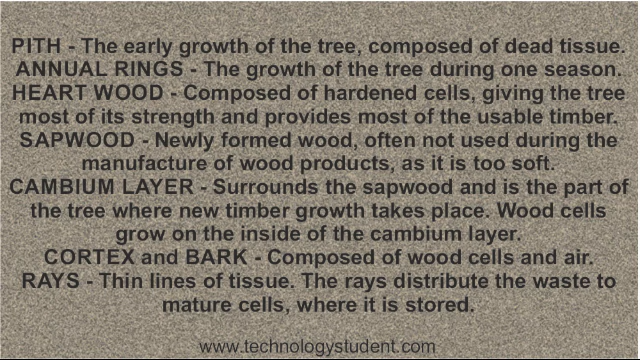 PITH - The early growth of the tree, composed of dead tissue.
ANNUAL RINGS - The growth of the tree during one season.
HEART WOOD - Composed of hardened cells, giving the tree
most of its strength and provides most of the usable timber.
SAPWOOD - Newly formed wood, often not used during the
manufacture of wood products, as it is too soft.
CAMBIUM LAYER - Surrounds the sapwood and is the part of
the tree where new timber growth takes place. Wood cells
grow on the inside of the cambium layer.
CORTEX and BARK - Composed of wood cells and air.
RAYS - Thin lines of tissue. The rays distribute the waste to
mature cells, where it is stored.
www.technologystudent.com